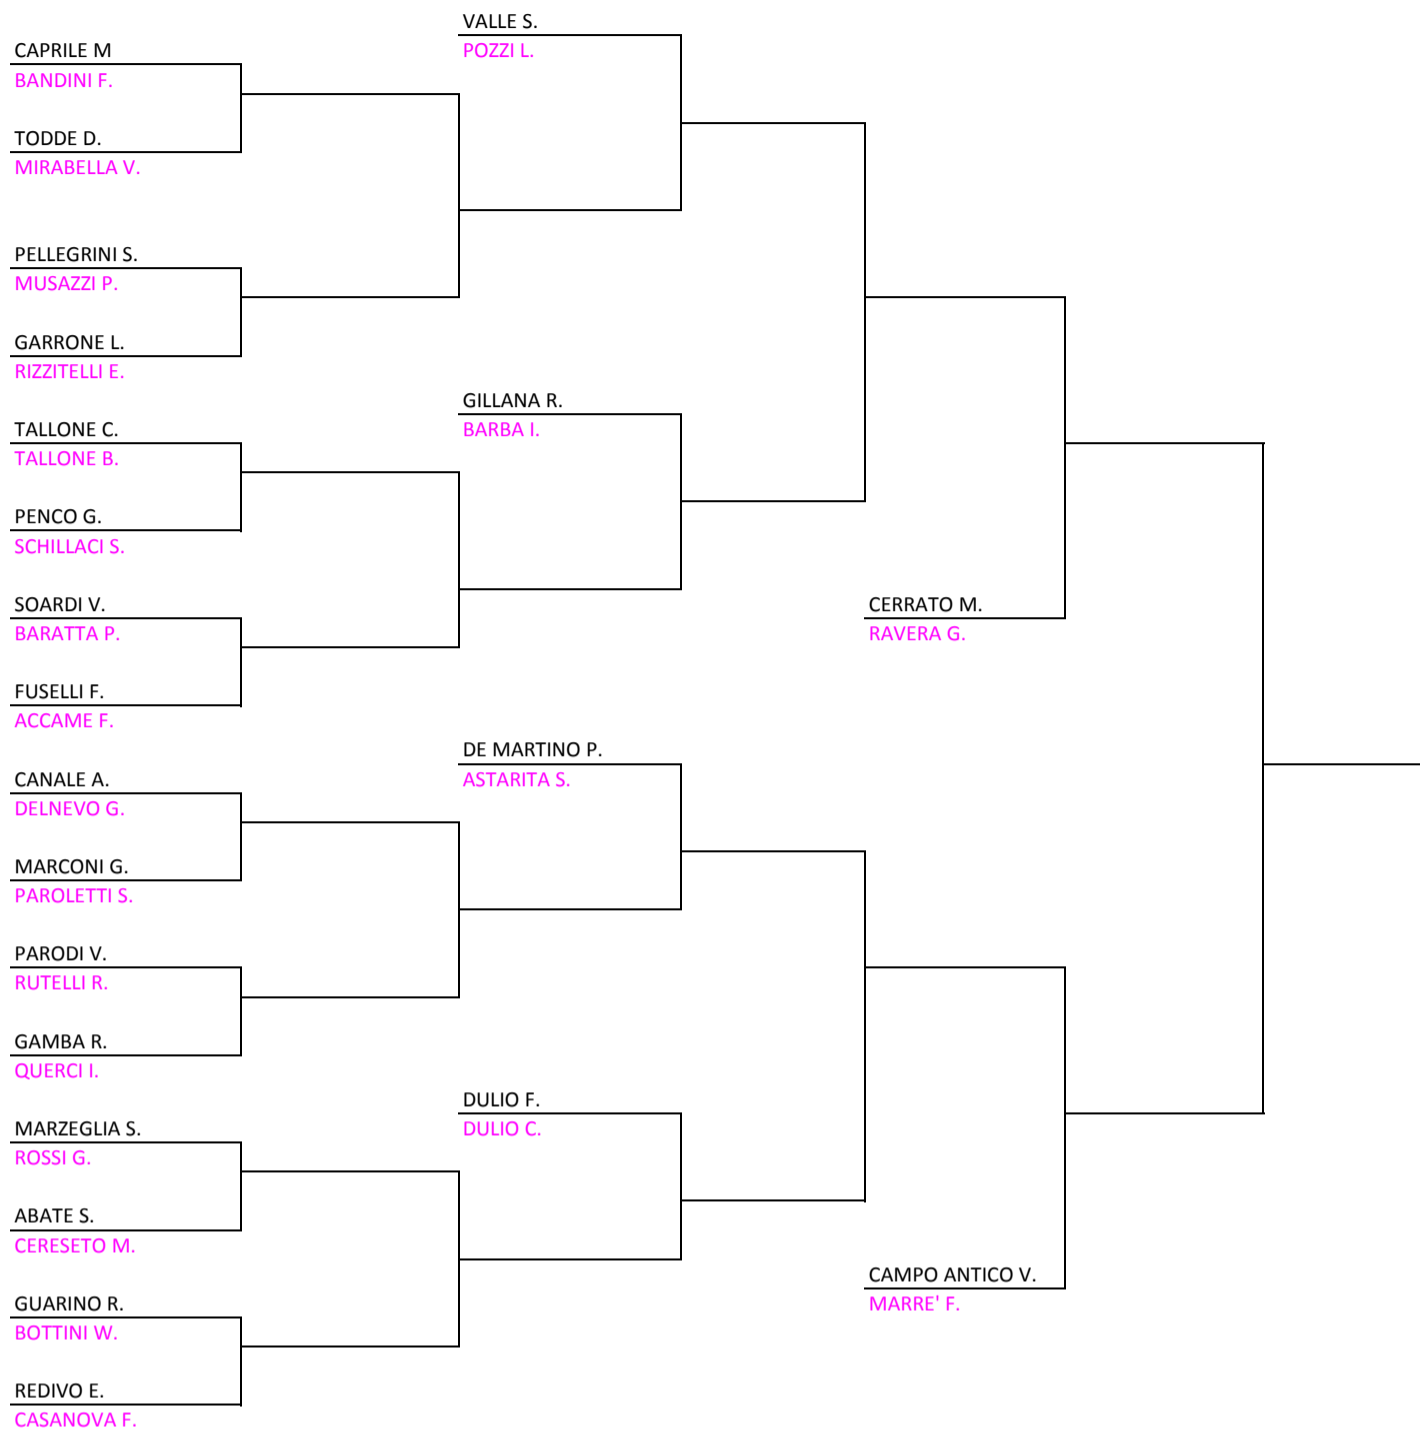 VALLE S.
POZZI L.
CAPRILE M
BANDINI F.
TODDE D.
MIRABELLA V.
PELLEGRINI S.
MUSAZZI P.
GARRONE L.
RIZZITELLI E.
GILLANA R.
BARBA I.
TALLONE C.
TALLONE B.
PENCO G.
SCHILLACI S.
SOARDI V.
BARATTA P.
CERRATO M.
RAVERA G.
FUSELLI F.
ACCAME F.
DE MARTINO P.
ASTARITA S.
CANALE A.
DELNEVO G.
MARCONI G.
PAROLETTI S.
PARODI V.
RUTELLI R.
GAMBA R.
QUERCI I.
DULIO F.
DULIO C.
MARZEGLIA S.
ROSSI G.
ABATE S.
CERESETO M.
CAMPO ANTICO V.
MARRE' F.
GUARINO R.
BOTTINI W.
REDIVO E.
CASANOVA F.